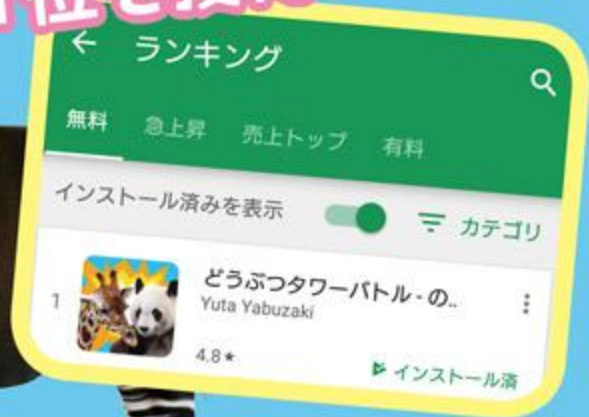 ランキング
無料 急上昇 売上トップ 有料
インストール済みを表示 カテゴリ
1
どうぶつタワーバトル - の..
Yuta Yabuzaki
4.8★
インストール済